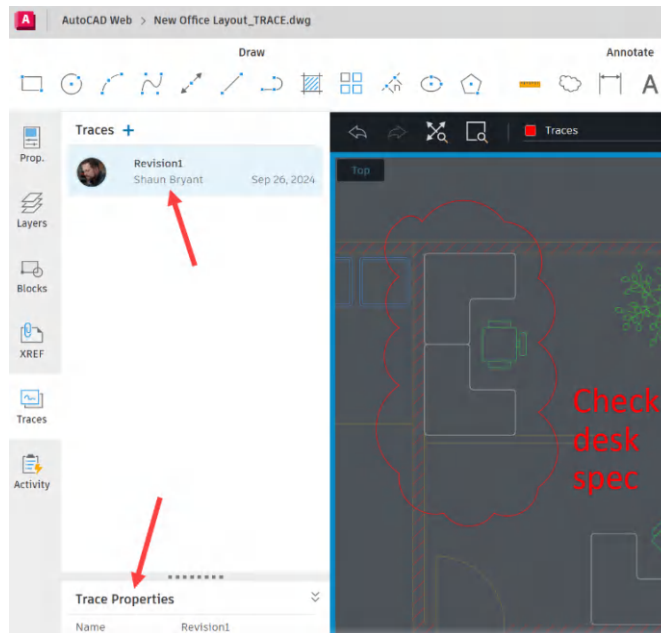 A
AutoCAD Web > New Office Layout_TRACE.dwg
Draw
Annotate
n
A
Prop.
Layers
Blocks
XREF
Traces
Activity
Traces +
Revision1
Shaun Bryant Sep 26, 2024
Traces
Top
Check
desk
spec
Trace Properties
Name Revision1